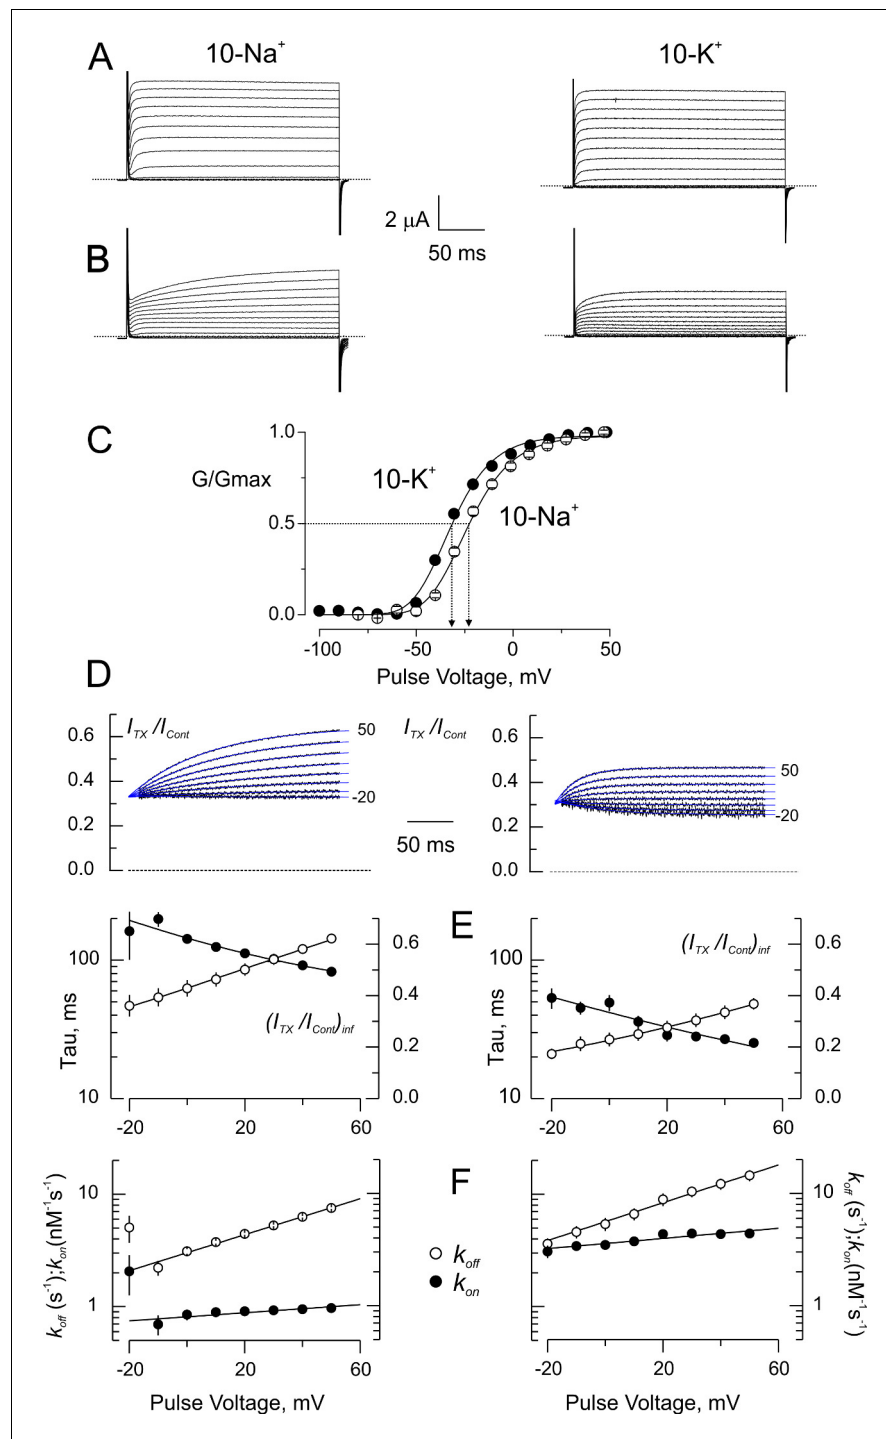 A
10-Na+
10-K+
2 μA
50 ms
B
C
1.0
G/Gmax
10-K+
10-Na+
0.5
0.0
-100
-50
0
50
Pulse Voltage, mV
D
0.6
0.4
0.2
0.0
ITX /ICont
50
-20
ITX /ICont
50 ms
0.6
0.4
0.2
0.0
50
-20
E
100
10
Tau, ms
0.6
0.4
0.2
0.0
(ITX /ICont)inf
-20
20
60
100
10
Tau, ms
0.6
0.4
0.2
0.0
(ITX /ICont)inf
-20
20
60
F
koff (s-1);kon(nM-1s-1)
10
1
-20
20
60
Pulse Voltage, mV
koff
kon
10
1
koff (s-1);kon(nM-1s-1)
-20
20
60
Pulse Voltage, mV